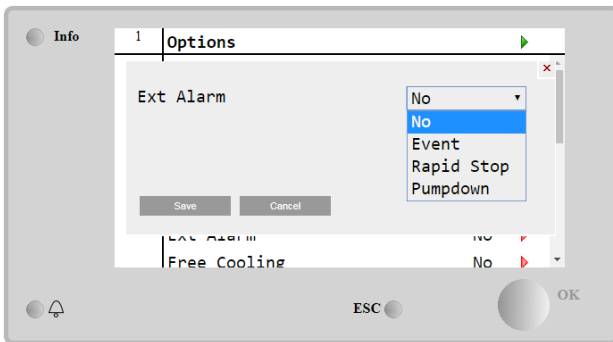 Info
1 Options
×
Ext Alarm No
No
Event
Rapid Stop
Pumpdown
Save Cancel
Ext Alarm No
Free Cooling No
ESC
OK